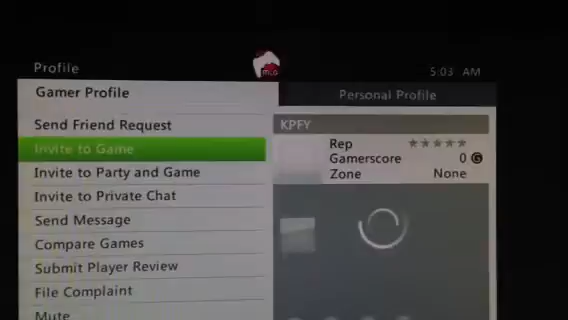 Profile
5:03 AM
Gamer Profile
Personal Profile
Send Friend Request
KPFY
Invite to Game
Rep ★★★★★
Gamerscore 0 G
Invite to Party and Game
Zone None
Invite to Private Chat
Send Message
Compare Games
Submit Player Review
File Complaint
Mute